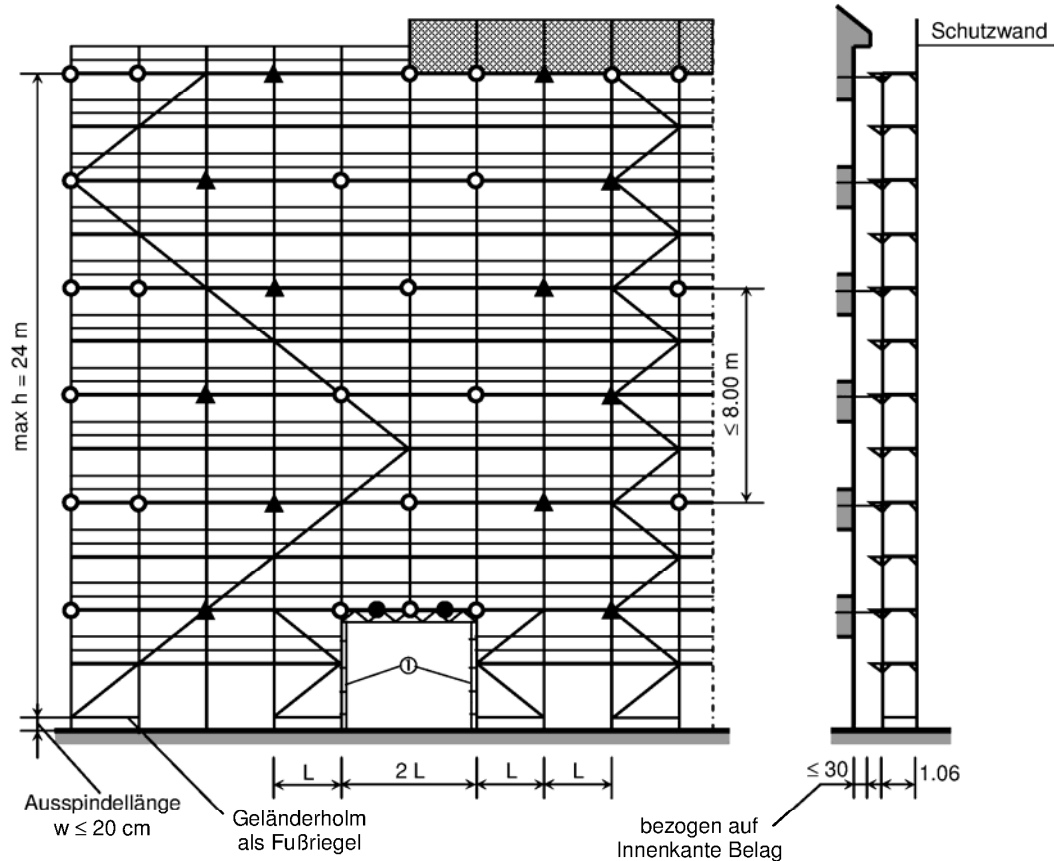 Schutzwand
max h = 24 m
≤ 8.00 m
1
L
2 L
L
L
≤ 30
1.06
Ausspindellänge
w ≤ 20 cm
Geländerholm
als Fußriegel
bezogen auf
Innenkante Belag